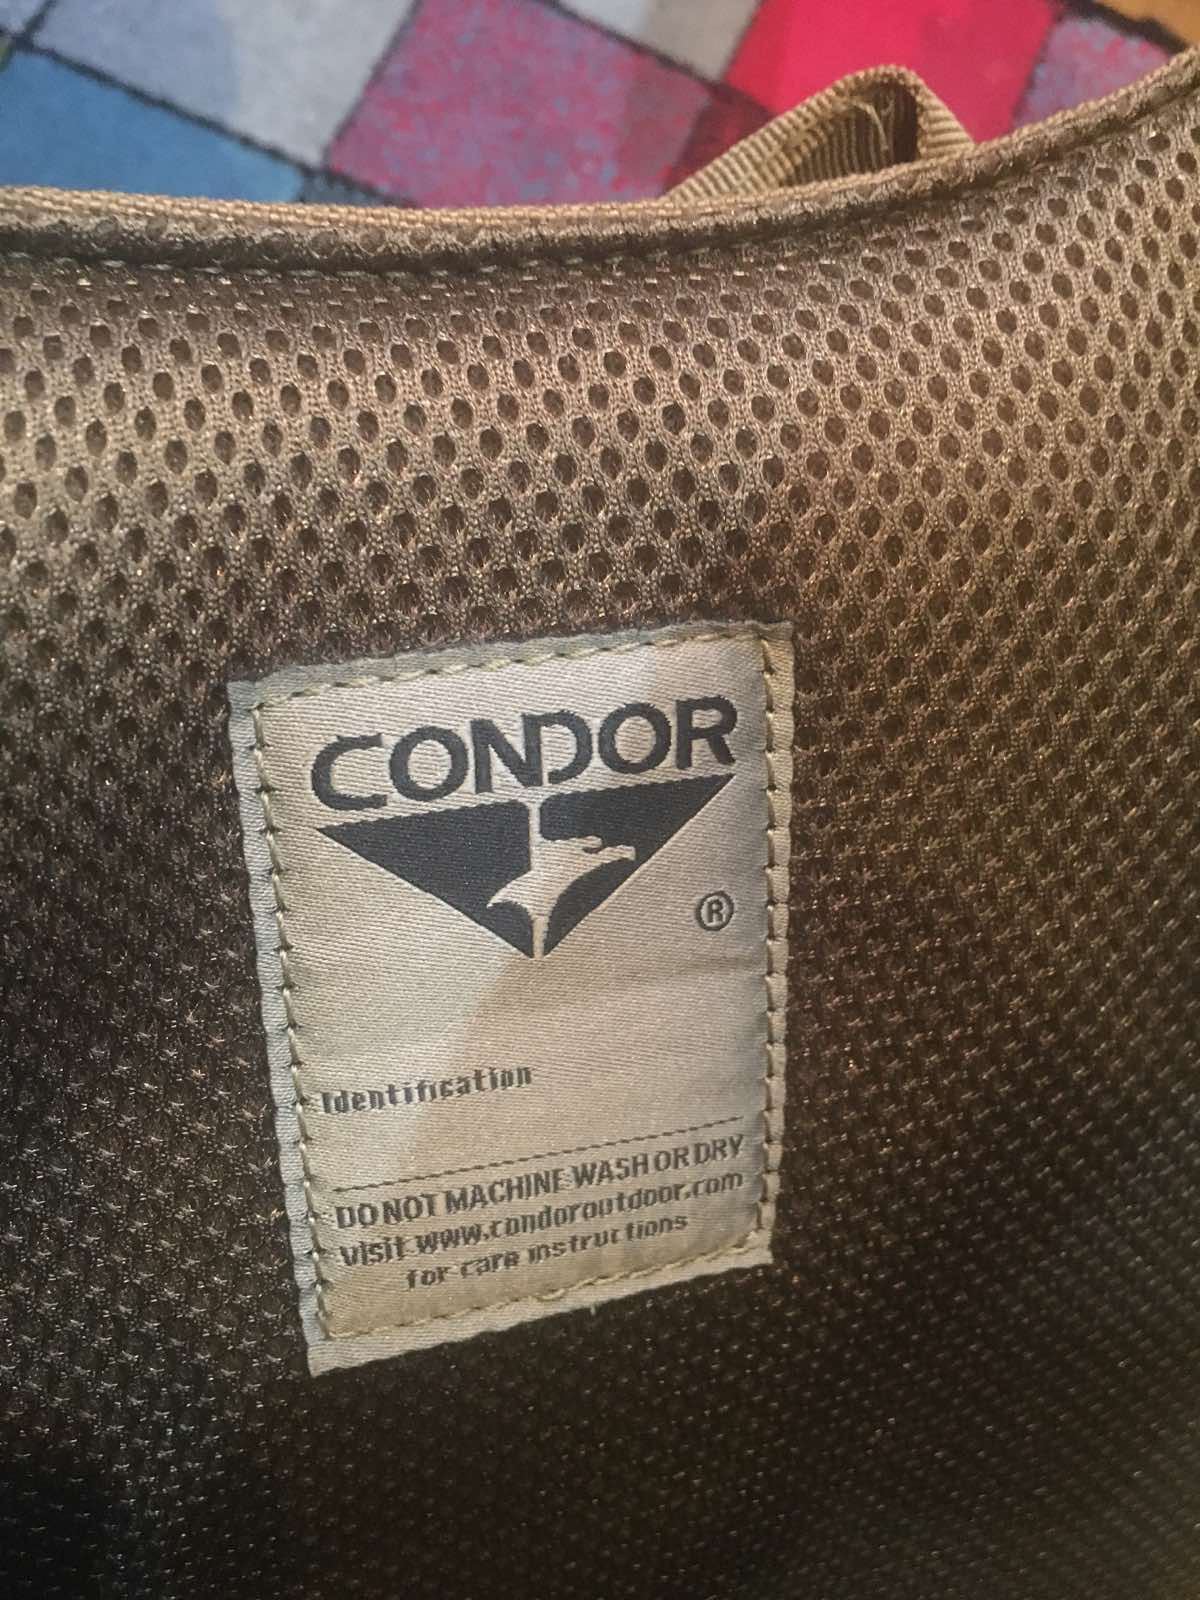 CONDOR
®
Identification
DO NOT MACHINE WASH OR DRY
visit www.condoroutdoor.com
for care instructions